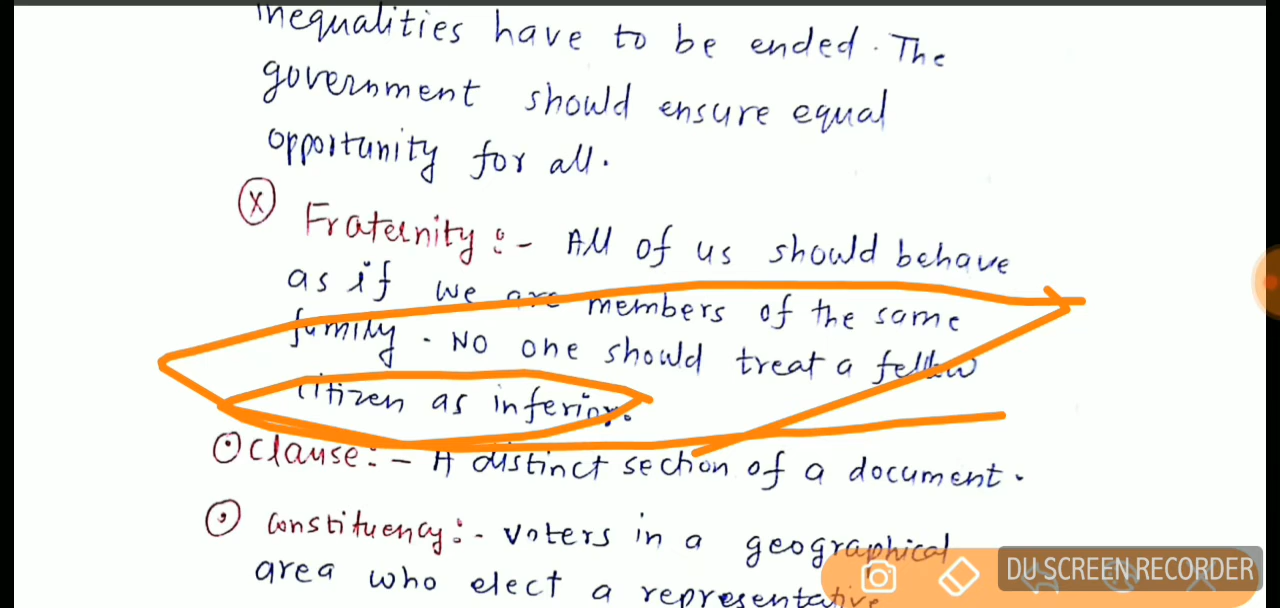 inequalities have to be ended. The
government should ensure equal
opportunity for all.
(X) Fraternity :- All of us should behave
as if we are members of the same
family. No one should treat a fellow
citizen as inferior.
Clause: - A distinct section of a document.
Constituency: - voters in a geographical
area who elect a representative
DU SCREEN RECORDER